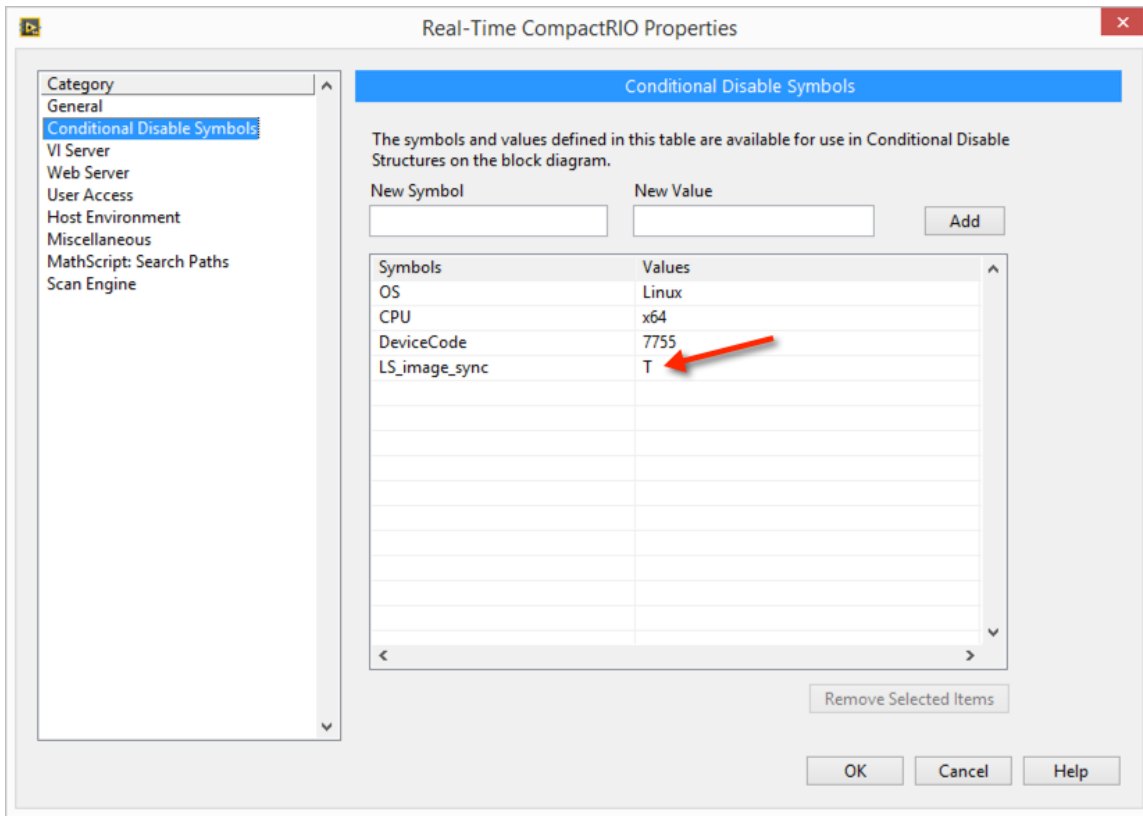 Real-Time CompactRIO Properties
Category
General
Conditional Disable Symbols
VI Server
Web Server
User Access
Host Environment
Miscellaneous
MathScript: Search Paths
Scan Engine
Conditional Disable Symbols
The symbols and values defined in this table are available for use in Conditional Disable
Structures on the block diagram.
New Symbol New Value
Add
Symbols Values
OS Linux
CPU x64
DeviceCode 7755
LS_image_sync T
Remove Selected Items
OK Cancel Help